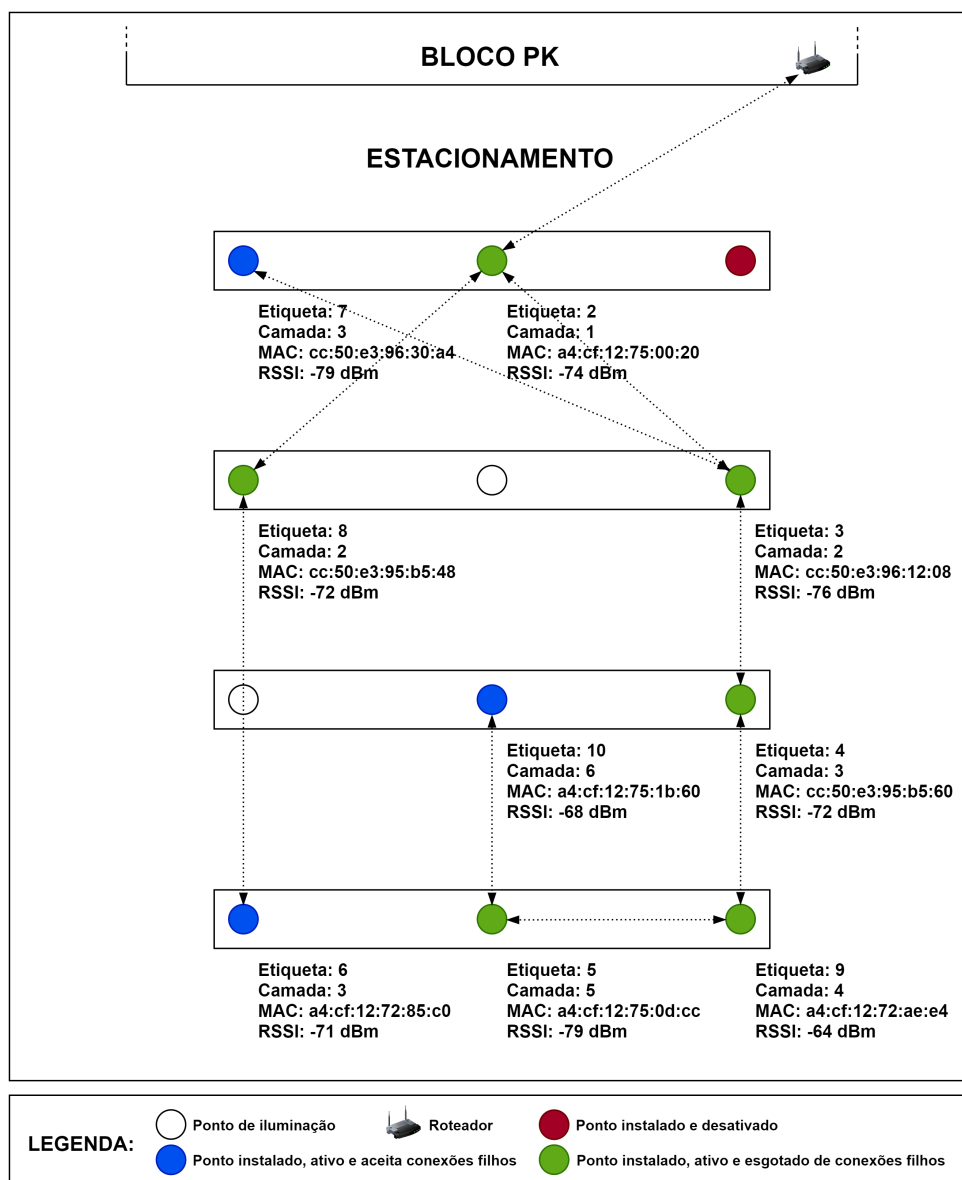 BLOCO PK
ESTACIONAMENTO
Etiqueta: 7
Camada: 3
MAC: cc:50:e3:96:30:a4
RSSI: -79 dBm
Etiqueta: 2
Camada: 1
MAC: a4:cf:12:75:00:20
RSSI: -74 dBm
Etiqueta: 8
Camada: 2
MAC: cc:50:e3:95:b5:48
RSSI: -72 dBm
Etiqueta: 3
Camada: 2
MAC: cc:50:e3:96:12:08
RSSI: -76 dBm
Etiqueta: 10
Camada: 6
MAC: a4:cf:12:75:1b:60
RSSI: -68 dBm
Etiqueta: 4
Camada: 3
MAC: cc:50:e3:95:b5:60
RSSI: -72 dBm
Etiqueta: 6
Camada: 3
MAC: a4:cf:12:72:85:c0
RSSI: -71 dBm
Etiqueta: 5
Camada: 5
MAC: a4:cf:12:75:0d:cc
RSSI: -79 dBm
Etiqueta: 9
Camada: 4
MAC: a4:cf:12:72:ae:e4
RSSI: -64 dBm
LEGENDA:
Ponto de iluminação
Roteador
Ponto instalado e desativado
Ponto instalado, ativo e aceita conexões filhos
Ponto instalado, ativo e esgotado de conexões filhos